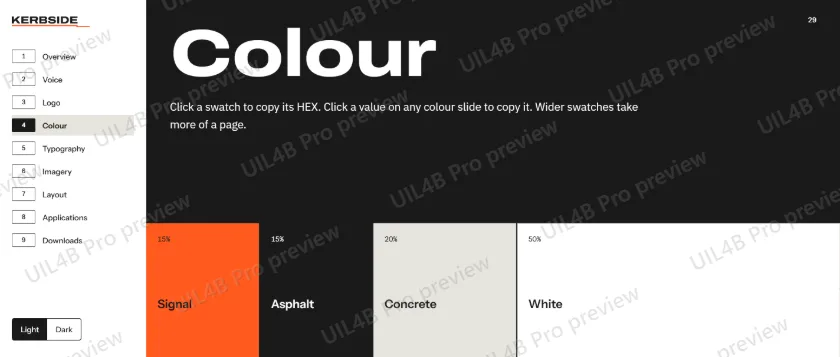 KERBSIDE
1 Overview
2 Voice
3 Logo
4 Colour
5 Typography
6 Imagery
7 Layout
8 Applications
9 Downloads
Light Dark
29
Colour
Click a swatch to copy its HEX. Click a value on any colour slide to copy it. Wider swatches take
more of a page.
15% 15% 20% 50%
Signal Asphalt Concrete White
UIL4B Pro preview